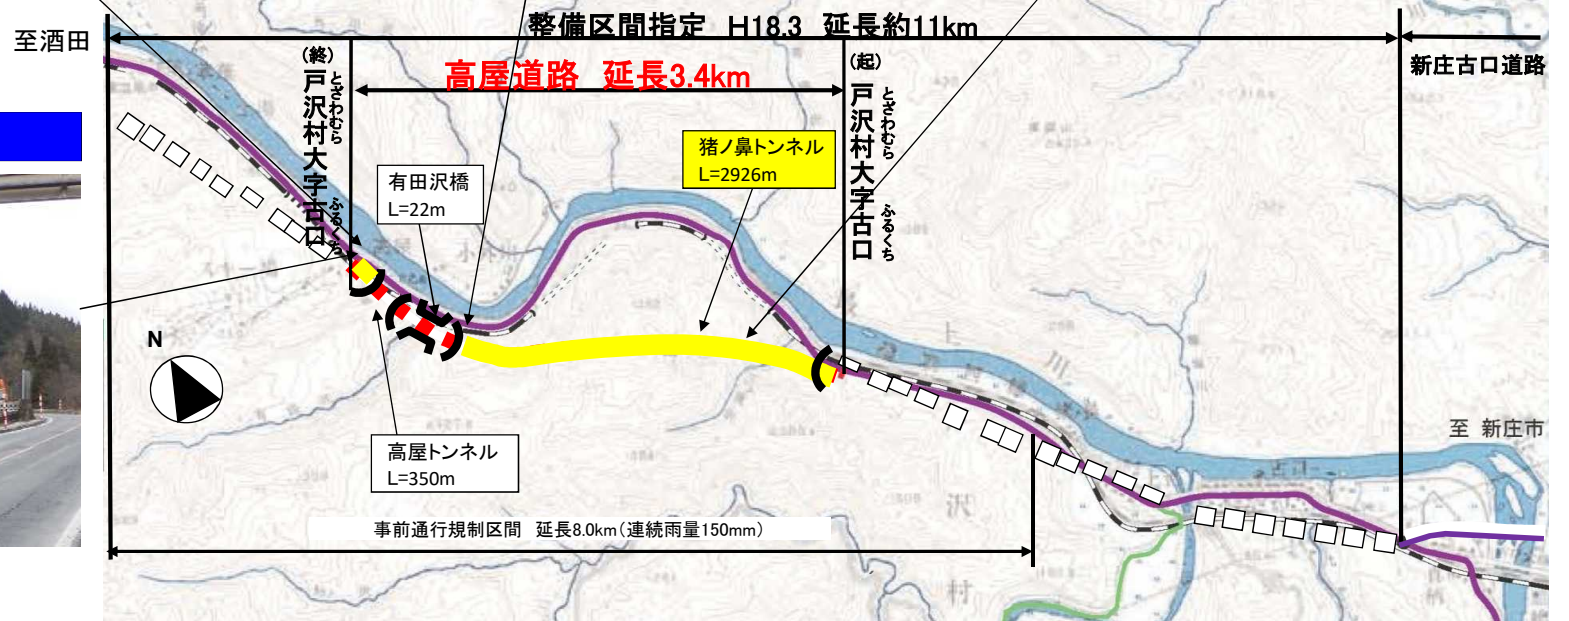 整備区間指定　H18.3　延長約11km
至酒田
新庄古口道路
高屋道路　延長3.4km
(終)
戸沢村大字古口
とざわむら
ふるくち
(起)
戸沢村大字古口
とざわむら
ふるくち
猪ノ鼻トンネル
L=2926m
有田沢橋
L=22m
N
高屋トンネル
L=350m
至 新庄市
事前通行規制区間　延長8.0km（連続雨量150mm）
上
川
沢
村